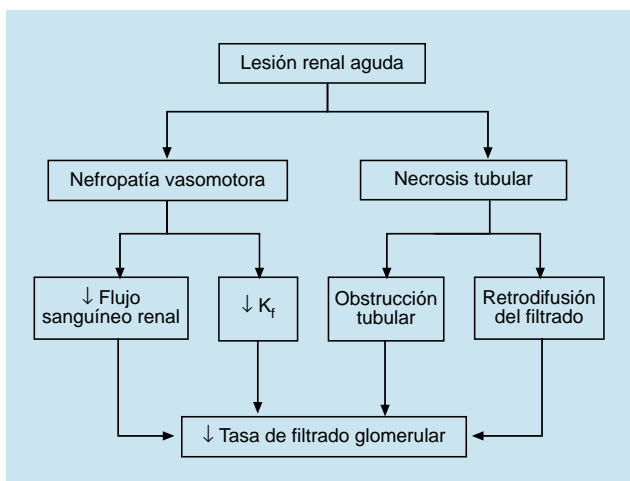 Lesión renal aguda
Nefropatía vasomotora
Necrosis tubular
↓ Flujo
sanguíneo renal
↓ Kf
Obstrucción
tubular
Retrodifusión
del filtrado
↓ Tasa de filtrado glomerular